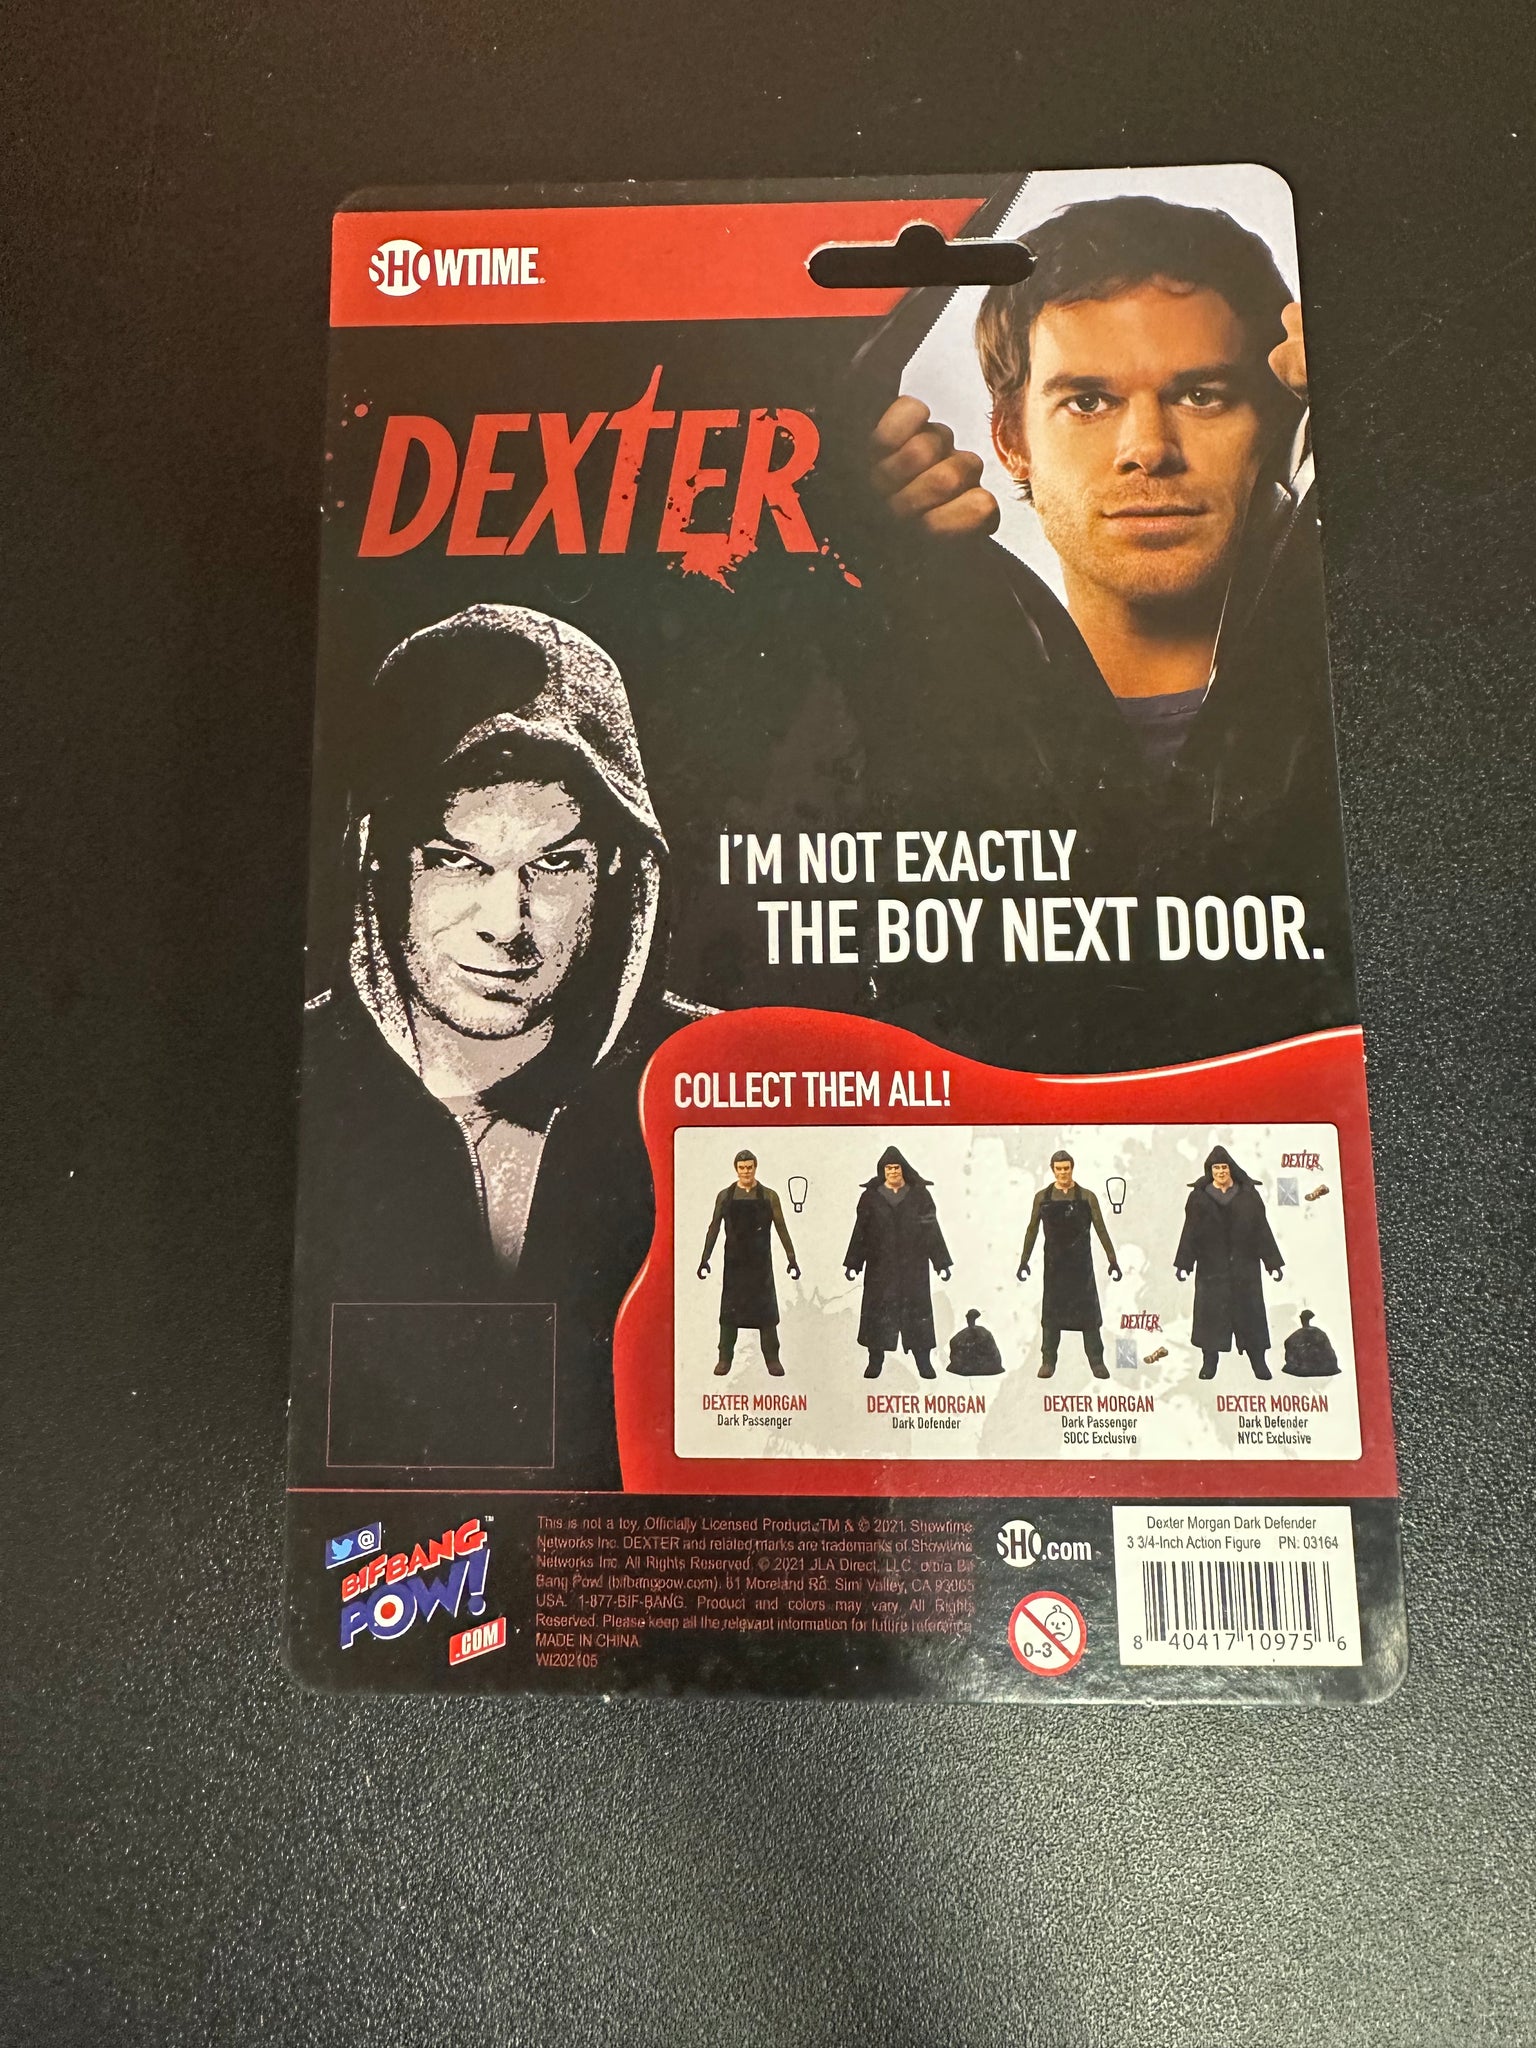 SHOWTIME
DEXTER
I'M NOT EXACTLY
THE BOY NEXT DOOR.
COLLECT THEM ALL!
DEXTER
DEXTER
DEXTER MORGAN
Dark Passenger
DEXTER MORGAN
Dark Defender
DEXTER MORGAN
Dark Passenger
SDCC Exclusive
DEXTER MORGAN
Dark Defender
NYCC Exclusive
@
BIF BANG
POW!
.COM
TM
This is not a toy. Officially Licensed Product. TM & © 2021 Showtime
Networks Inc. DEXTER and related marks are trademarks of Showtime
Networks Inc. All Rights Reserved. © 2021 JLA Direct, LLC. d/b/a Bif
Bang Pow! (bifbangpow.com). 81 Moreland Rd. Simi Valley, CA 93065
USA. 1-877-BIF-BANG. Product and colors may vary. All Rights
Reserved. Please keep all the relevant information for future reference.
MADE IN CHINA.
WI202105
SHO.com
0-3
Dexter Morgan Dark Defender
3 3/4-Inch Action Figure PN: 03164
8 40417 10975 6